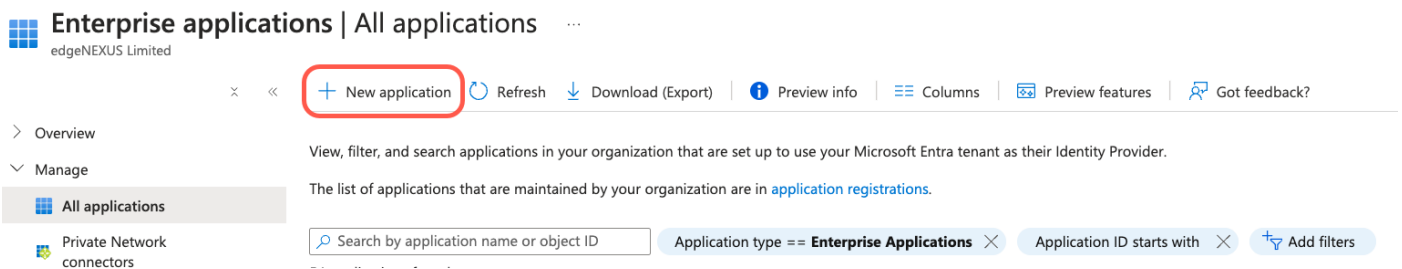 Enterprise applications | All applications ...
edgeNEXUS Limited
New application Refresh Download (Export) Preview info Columns Preview features Got feedback?
Overview
Manage
All applications
Private Network
connectors
View, filter, and search applications in your organization that are set up to use your Microsoft Entra tenant as their Identity Provider.
The list of applications that are maintained by your organization are in application registrations.
Search by application name or object ID Application type == Enterprise Applications Application ID starts with Add filters